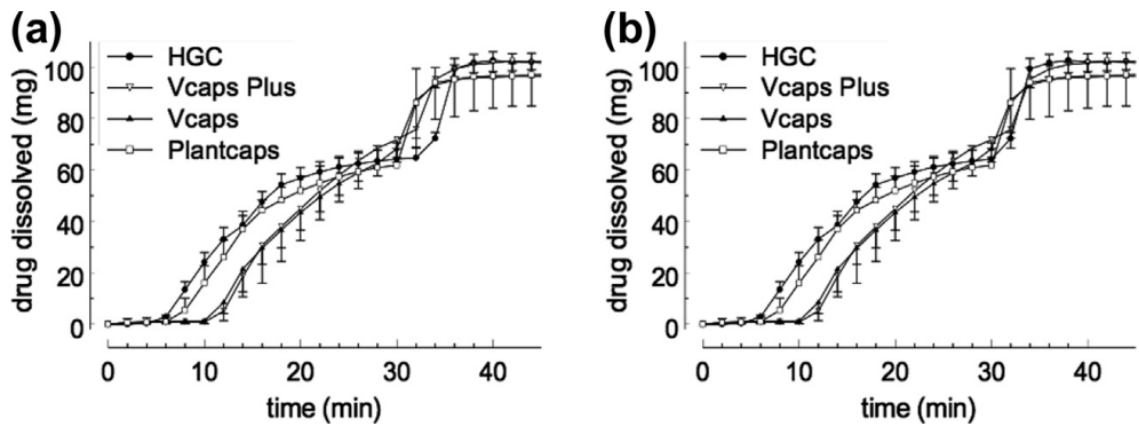 (a)
HGC
Vcaps Plus
Vcaps
Plantcaps
drug dissolved (mg)
100
80
60
40
20
0
0 10 20 30 40
time (min)
(b)
HGC
Vcaps Plus
Vcaps
Plantcaps
drug dissolved (mg)
100
80
60
40
20
0
0 10 20 30 40
time (min)